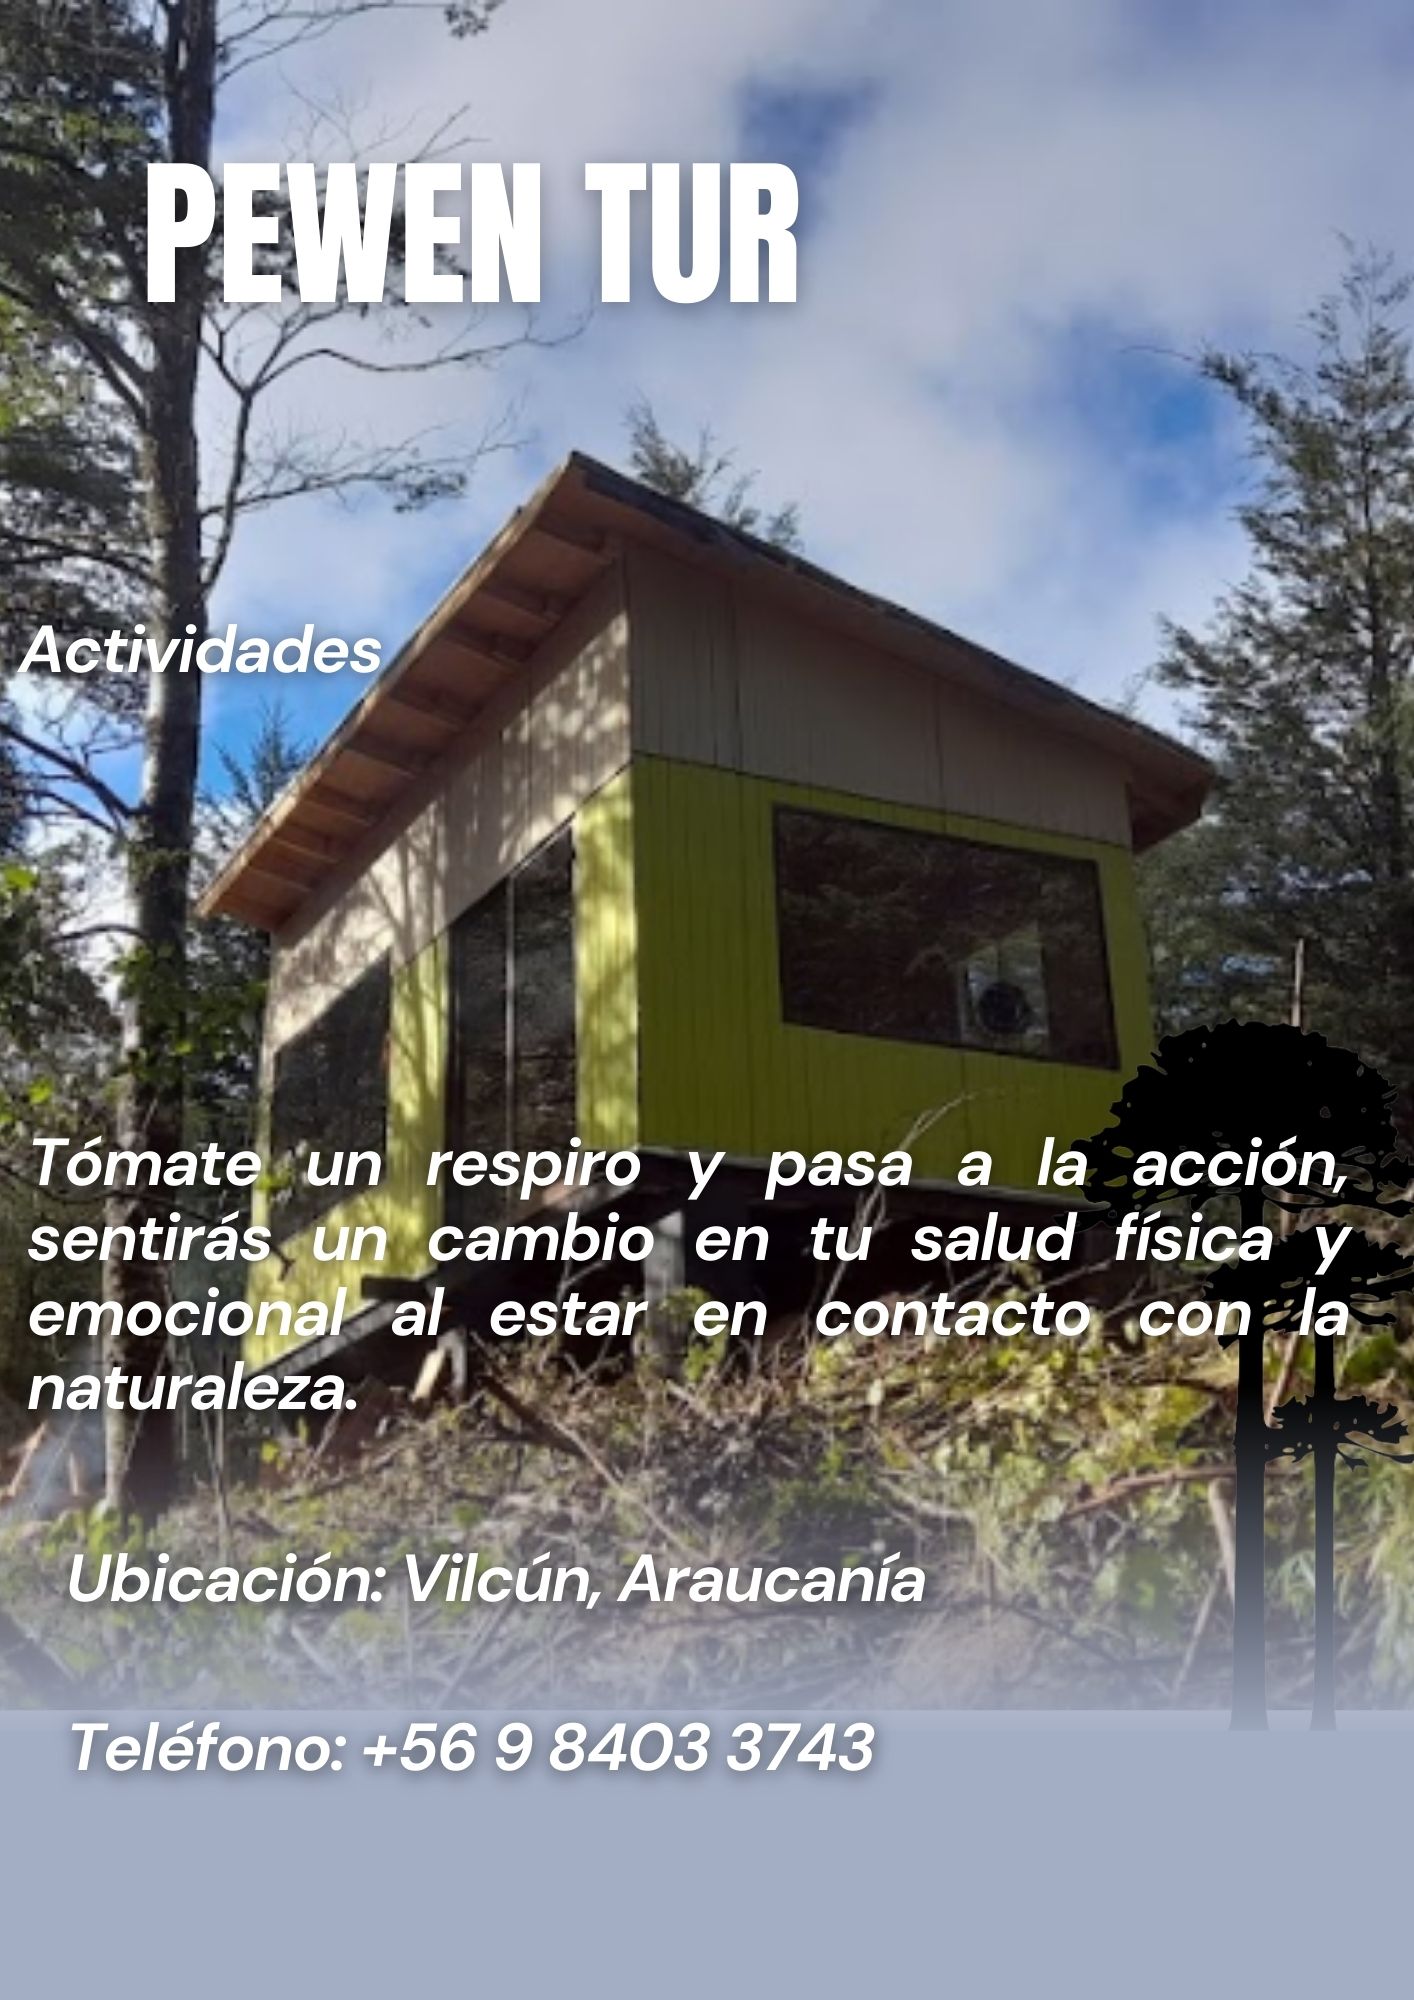 PEWEN TUR
Actividades
Tómate un respiro y pasa a la acción,
sentirás un cambio en tu salud física y
emocional al estar en contacto con la
naturaleza.
Ubicación: Vilcún, Araucanía
Teléfono: +56 9 8403 3743